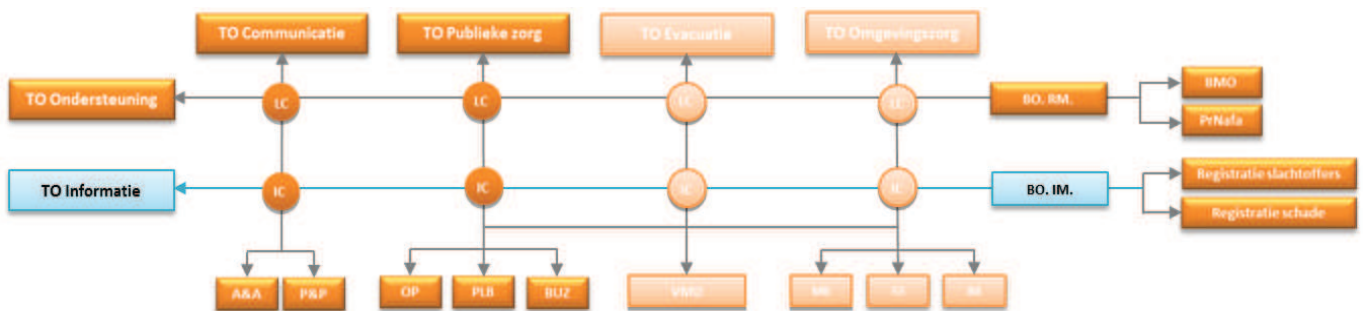 TO Communicatie
TO Publieke zorg
TO Evacuatie
TO Omgevingszorg
TO Ondersteuning
LC
LC
LC
LC
BO. RM.
BMO
PrNafa
TO Informatie
IC
IC
IC
IC
BO. IM.
Registratie slachtoffers
Registratie schade
A&A
P&P
OP
PLB
BUZ